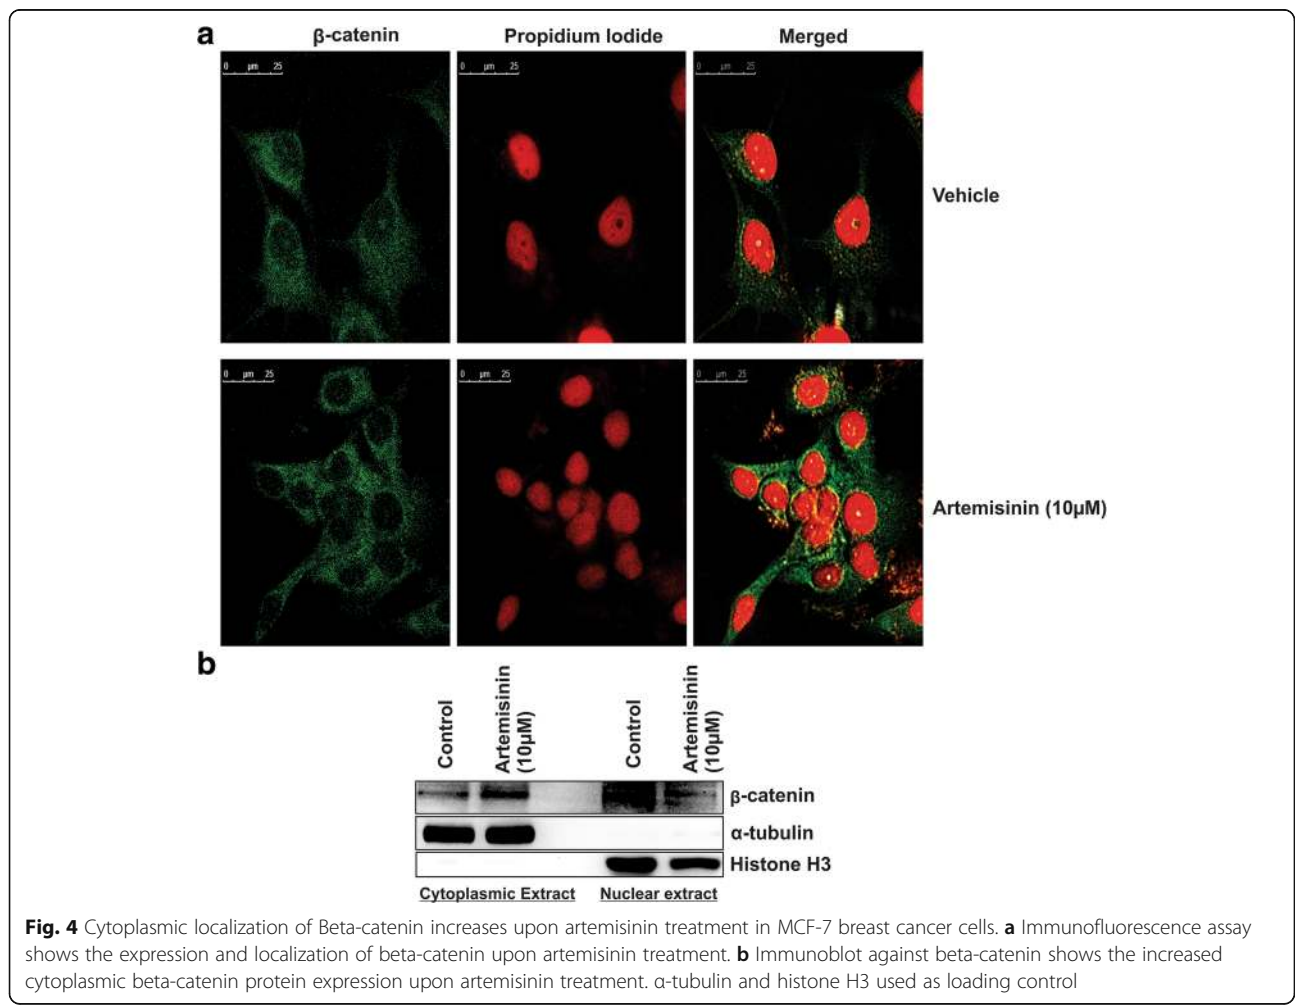 a
β-catenin Propidium Iodide Merged
0 µm 25 0 µm 25 0 µm 25
Vehicle
0 µm 25 0 µm 25 0 µm 25
Artemisinin (10µM)
b
Control
Artemisinin
(10µM)
Control
Artemisinin
(10µM)
β-catenin
α-tubulin
Histone H3
Cytoplasmic Extract Nuclear extract
Fig. 4 Cytoplasmic localization of Beta-catenin increases upon artemisinin treatment in MCF-7 breast cancer cells. a Immunofluorescence assay
shows the expression and localization of beta-catenin upon artemisinin treatment. b Immunoblot against beta-catenin shows the increased
cytoplasmic beta-catenin protein expression upon artemisinin treatment. α-tubulin and histone H3 used as loading control